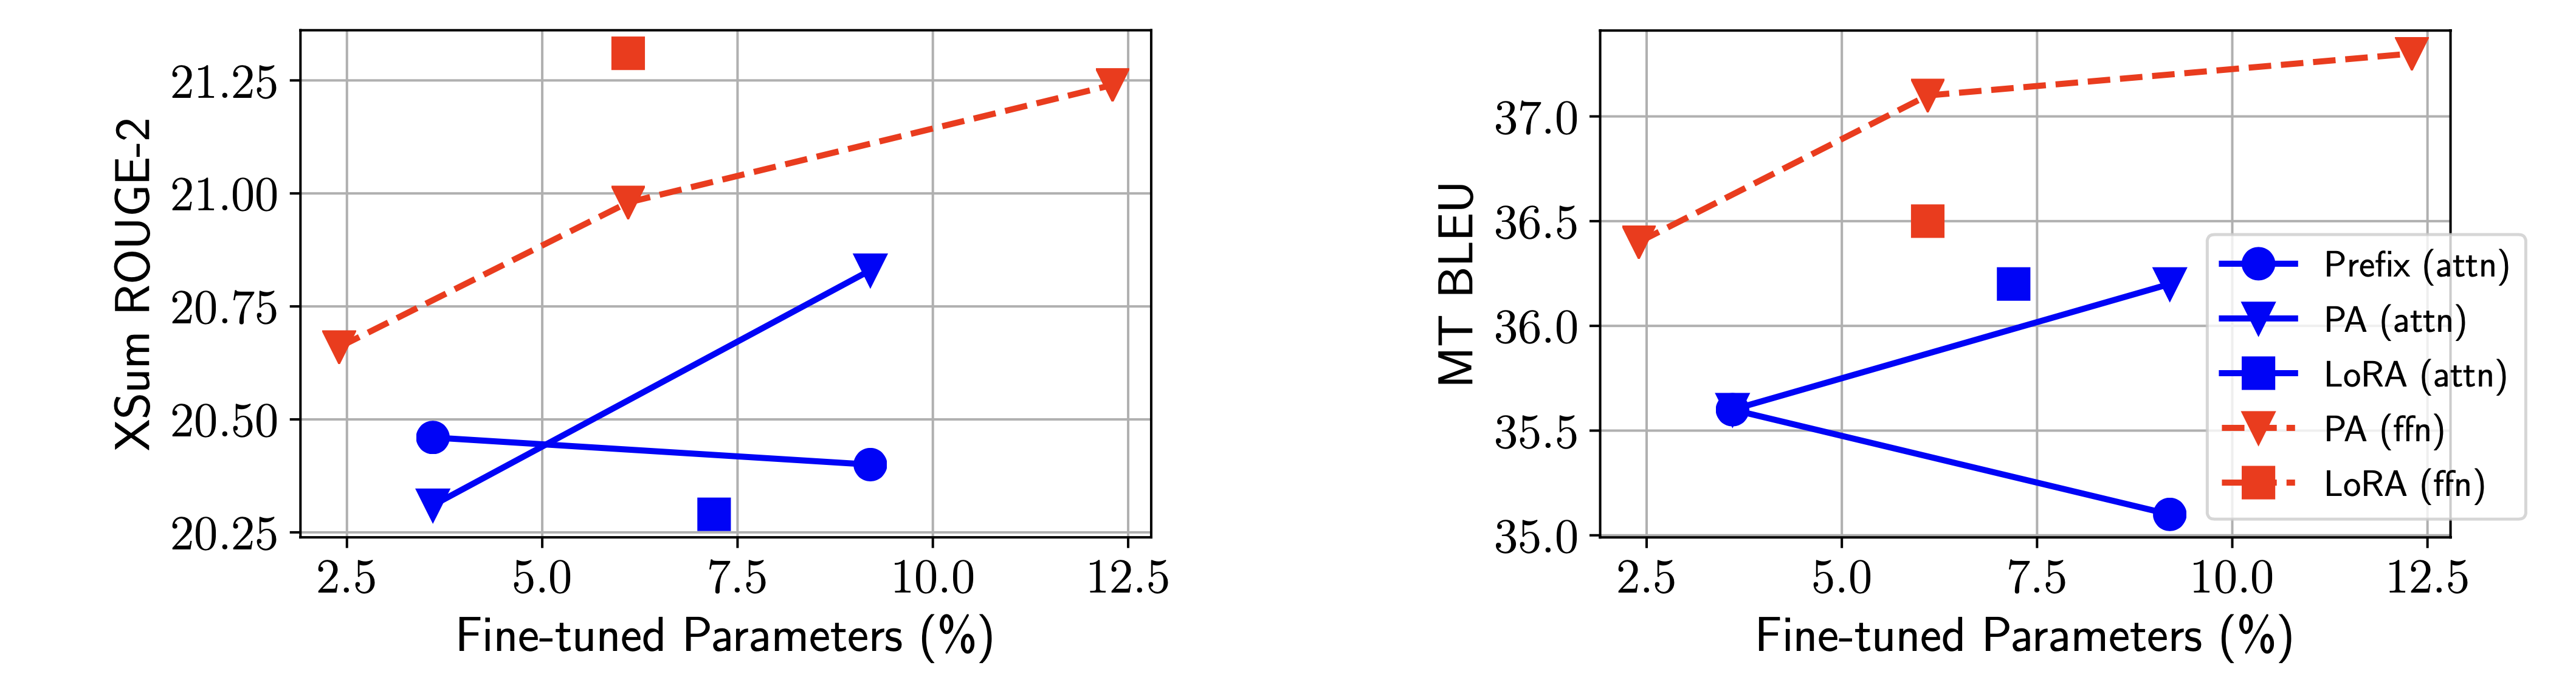 XSum ROUGE-2
21.25
21.00
20.75
20.50
20.25
2.5 5.0 7.5 10.0 12.5
Fine-tuned Parameters (%)
MT BLEU
37.0
36.5
36.0
35.5
35.0
2.5 5.0 7.5 10.0 12.5
Fine-tuned Parameters (%)
Prefix (attn)
PA (attn)
LoRA (attn)
PA (ffn)
LoRA (ffn)